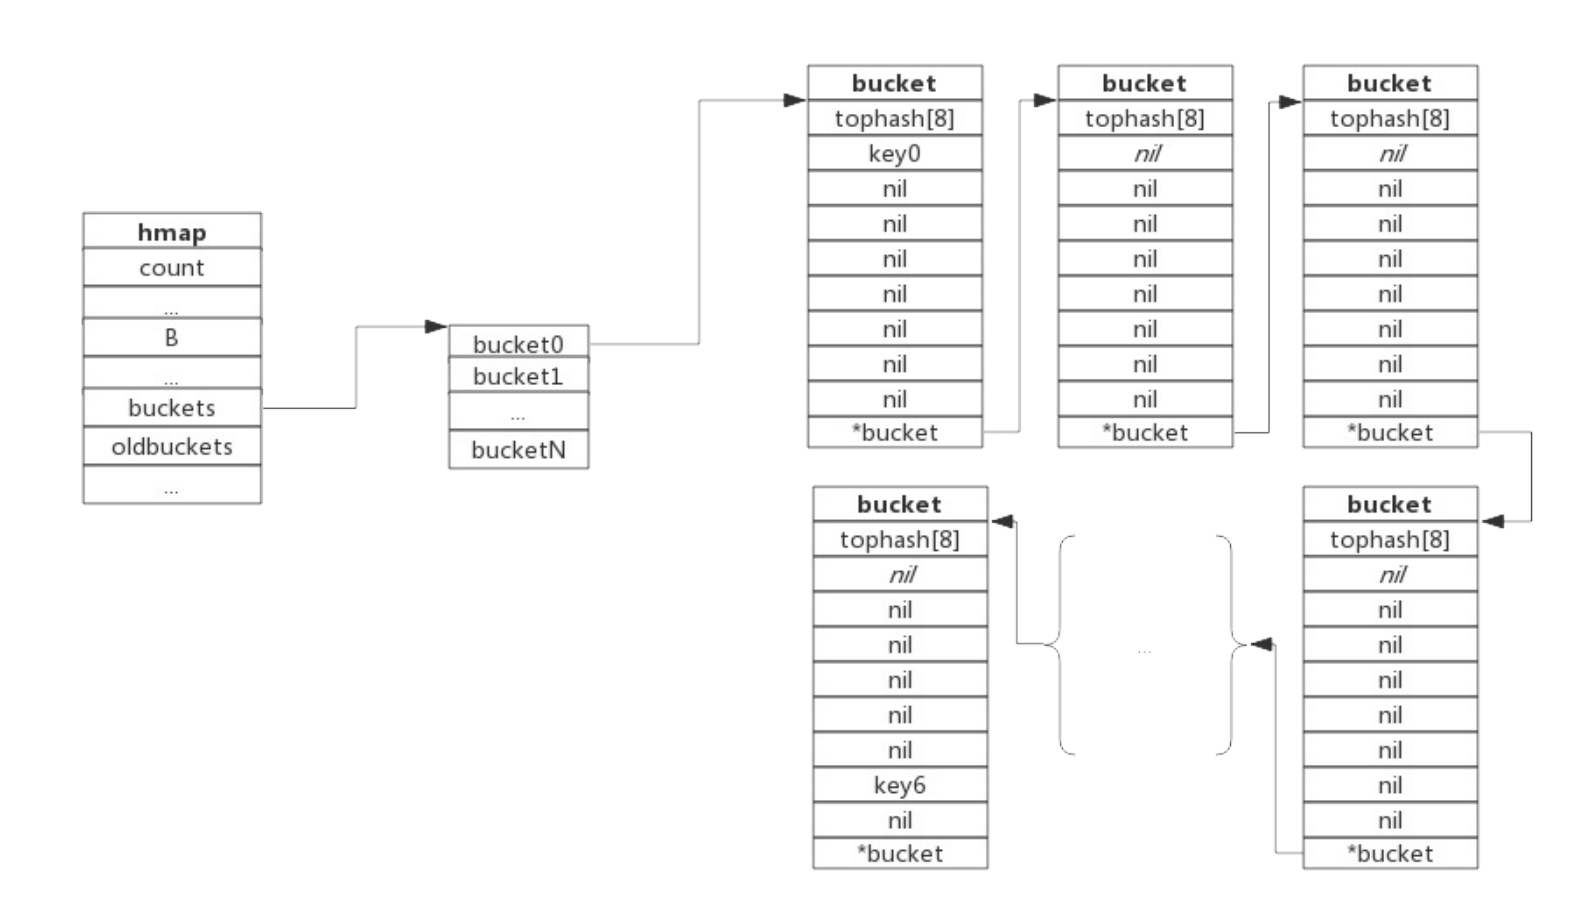 hmap
count
...
B
...
buckets
oldbuckets
...
bucket0
bucket1
...
bucketN
bucket
tophash[8]
key0
nil
nil
nil
nil
nil
nil
nil
*bucket
bucket
tophash[8]
nil
nil
nil
nil
nil
nil
nil
nil
*bucket
bucket
tophash[8]
nil
nil
nil
nil
nil
nil
nil
nil
*bucket
bucket
tophash[8]
nil
nil
nil
nil
nil
nil
nil
nil
*bucket
...
bucket
tophash[8]
nil
nil
nil
nil
nil
nil
key6
nil
*bucket